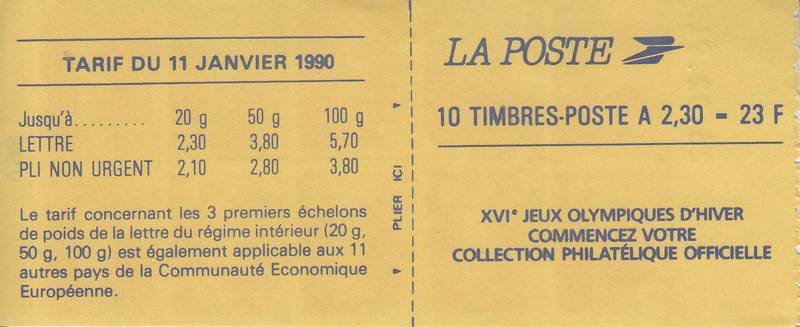 TARIF DU 11 JANVIER 1990
Jusqu'à......... 20 g 50 g 100 g
LETTRE 2,30 3,80 5,70
PLI NON URGENT 2,10 2,80 3,80
Le tarif concernant les 3 premiers échelons
de poids de la lettre du régime intérieur (20 g,
50 g, 100 g) est également applicable aux 11
autres pays de la Communauté Economique
Européenne.
PLIER ICI
LA POSTE
10 TIMBRES-POSTE A 2,30 = 23 F
XVIᵉ JEUX OLYMPIQUES D'HIVER
COMMENCEZ VOTRE
COLLECTION PHILATÉLIQUE OFFICIELLE